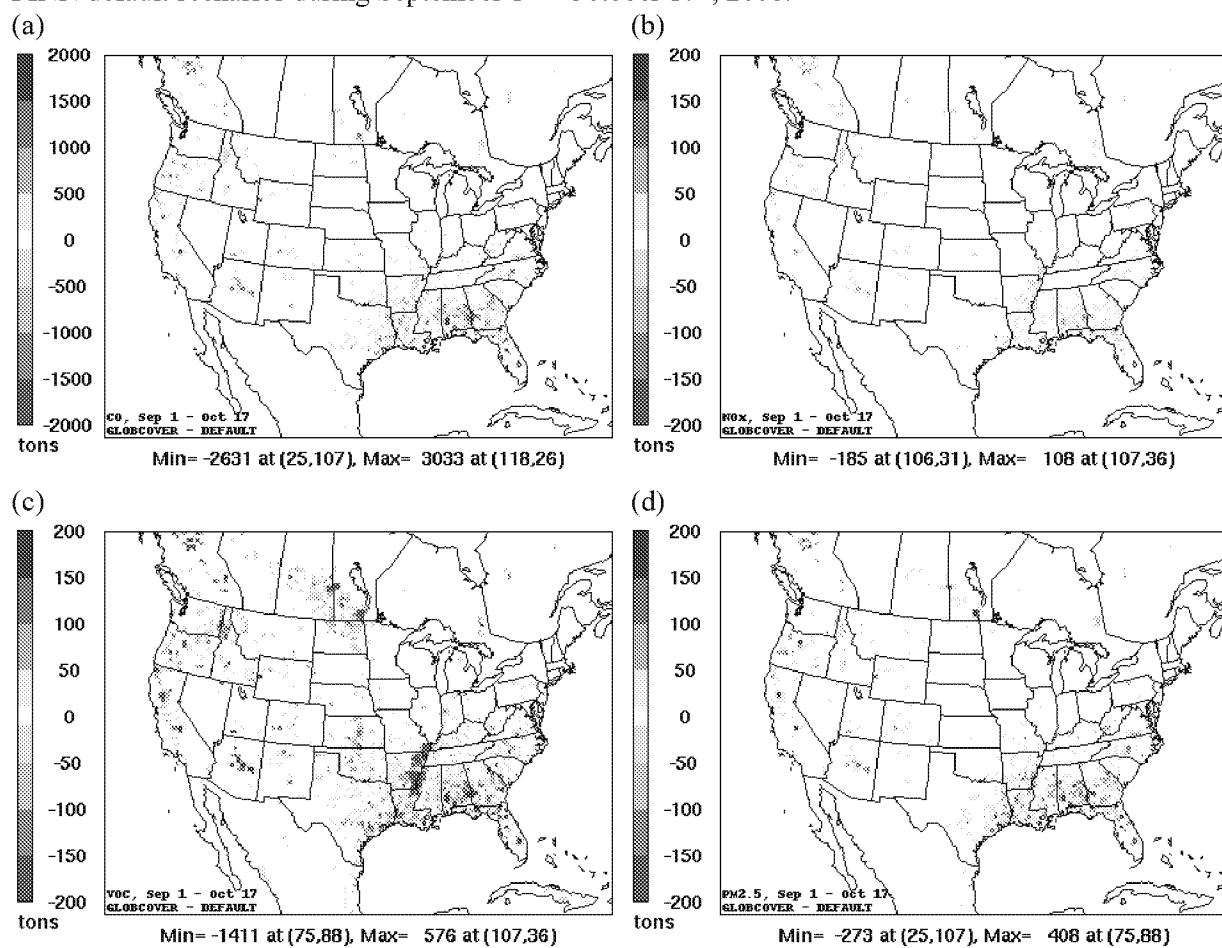 (a)
2000
1500
1000
500
0
-500
-1000
-1500
-2000
tons
CO, Sep 1 - Oct 17
GLOBCOVER - DEFAULT
Min= -2631 at (25,107), Max= 3033 at (118,26)
(b)
200
150
100
50
0
-50
-100
-150
-200
tons
NOx, Sep 1 - Oct 17
GLOBCOVER - DEFAULT
Min= -185 at (106,31), Max= 108 at (107,36)
(c)
200
150
100
50
0
-50
-100
-150
-200
tons
VOC, Sep 1 - Oct 17
GLOBCOVER - DEFAULT
Min= -1411 at (75,88), Max= 576 at (107,36)
(d)
200
150
100
50
0
-50
-100
-150
-200
tons
PM2.5, Sep 1 - Oct 17
GLOBCOVER - DEFAULT
Min= -273 at (25,107), Max= 408 at (75,88)